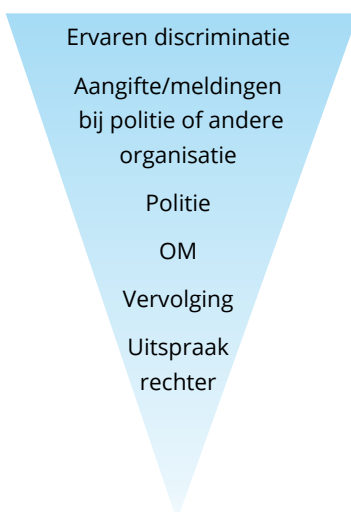 Ervaren discriminatie
Aangifte/meldingen
bij politie of andere
organisatie
Politie
OM
Vervolging
Uitspraak
rechter